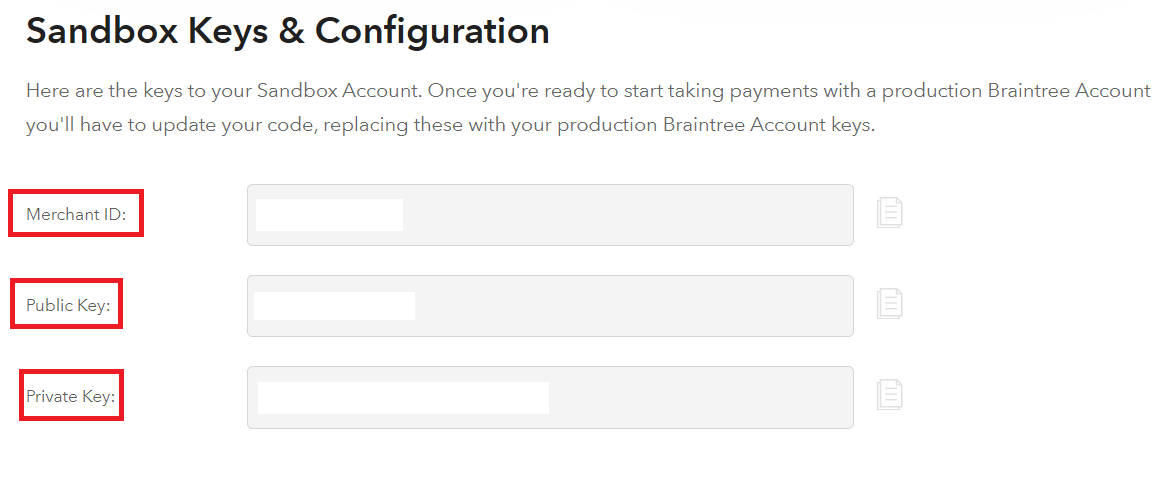 Sandbox Keys & Configuration
Here are the keys to your Sandbox Account. Once you're ready to start taking payments with a production Braintree Account
you'll have to update your code, replacing these with your production Braintree Account keys.
Merchant ID:
Public Key:
Private Key: